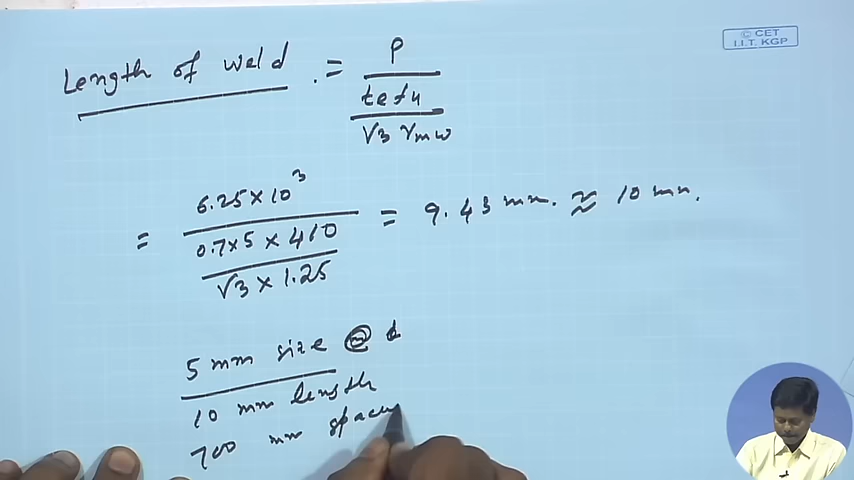 © CET
I.I.T. KGP
Length of weld = P
te fu
√3 γmw
= 6.25 × 10³ = 9.43 mm. ≈ 10 mm.
0.7 × 5 × 410
√3 × 1.25
5 mm size @
10 mm length
700 mm spac